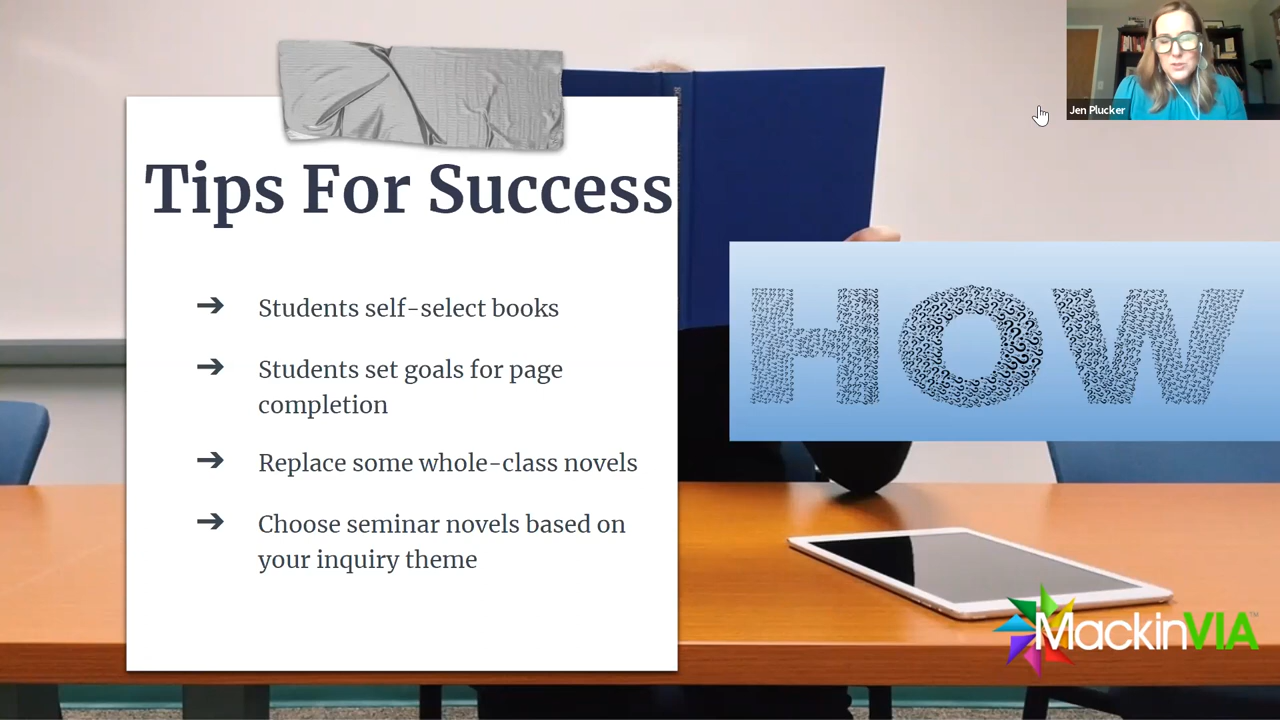 Tips For Success
➔ Students self-select books
➔ Students set goals for page
completion
➔ Replace some whole-class novels
➔ Choose seminar novels based on
your inquiry theme
Jen Plucker
HOW
MackinVIA™